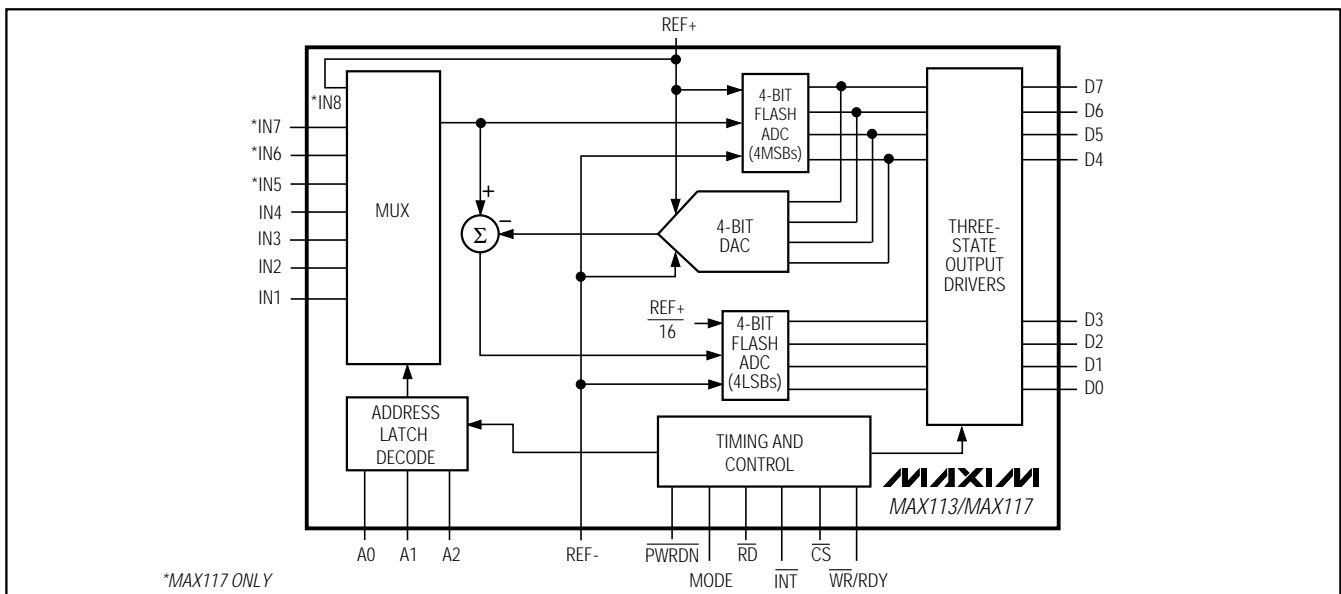 REF+
*IN8
*IN7
*IN6
*IN5
IN4
IN3
IN2
IN1
MUX
+
−
Σ
4-BIT
FLASH
ADC
(4MSBs)
4-BIT
DAC
REF+
16
4-BIT
FLASH
ADC
(4LSBs)
THREE-
STATE
OUTPUT
DRIVERS
D7
D6
D5
D4
D3
D2
D1
D0
ADDRESS
LATCH
DECODE
TIMING AND
CONTROL
MAXIM
MAX113/MAX117
A0 A1 A2 REF- PWRDN MODE RD INT CS WR/RDY
*MAX117 ONLY